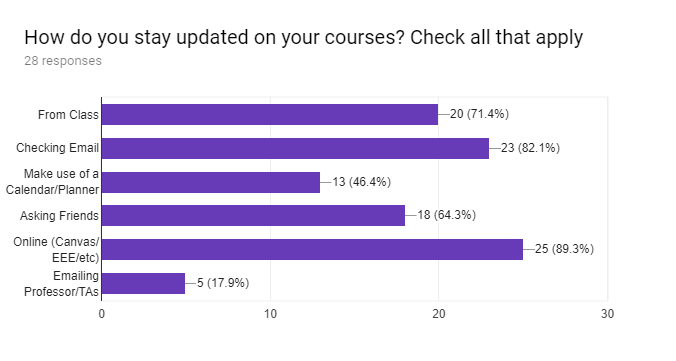 How do you stay updated on your courses? Check all that apply
28 responses
From Class
20 (71.4%)
Checking Email
23 (82.1%)
Make use of a
Calendar/Planner
13 (46.4%)
Asking Friends
18 (64.3%)
Online (Canvas/
EEE/etc)
25 (89.3%)
Emailing
Professor/TAs
5 (17.9%)
0
10
20
30